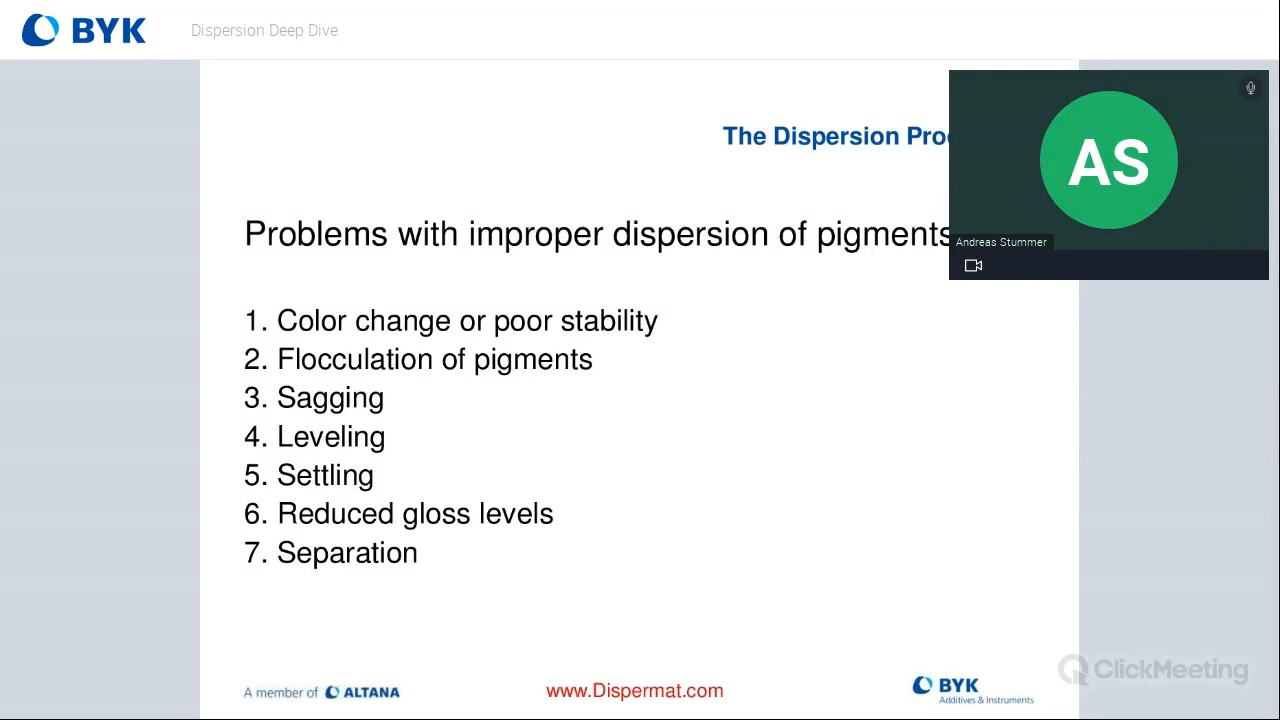 BYK
Dispersion Deep Dive
The Dispersion Pro
AS
Andreas Stummer
Problems with improper dispersion of pigments
1. Color change or poor stability
2. Flocculation of pigments
3. Sagging
4. Leveling
5. Settling
6. Reduced gloss levels
7. Separation
A member of ALTANA
www.Dispermat.com
BYK
Additives & Instruments
ClickMeeting